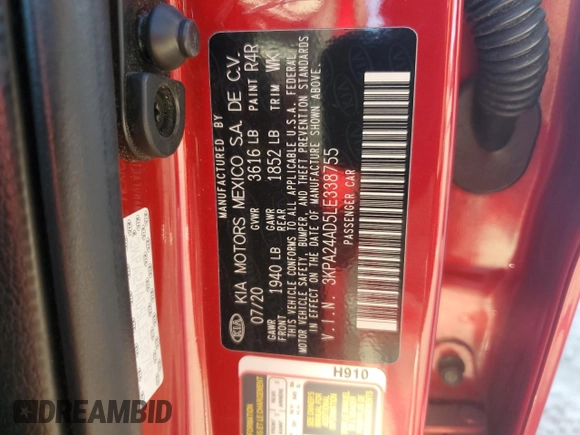 MANUFACTURED BY
KIA MOTORS MEXICO S.A. DE C.V.
KIA
07/20 GVWR 3616 LB PAINT R4R
GAWR FRONT 1940 LB GAWR REAR 1852 LB TRIM WK
THIS VEHICLE CONFORMS TO ALL APPLICABLE U.S.A. FEDERAL
MOTOR VEHICLE SAFETY, BUMPER, AND THEFT PREVENTION STANDARDS
IN EFFECT ON THE DATE OF MANUFACTURE SHOWN ABOVE.
V.I.N. 3KPA24AD5LE338755
PASSENGER CAR
H910
DREAMBID